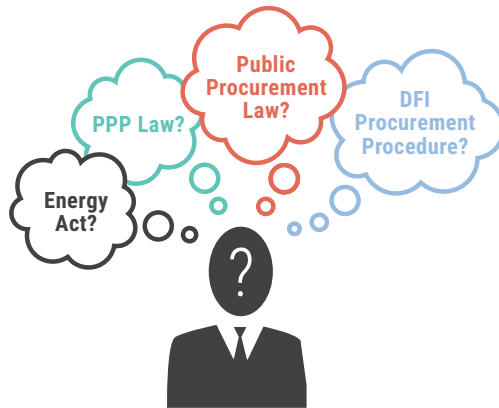 Energy
Act?
PPP Law?
Public
Procurement
Law?
DFI
Procurement
Procedure?
?